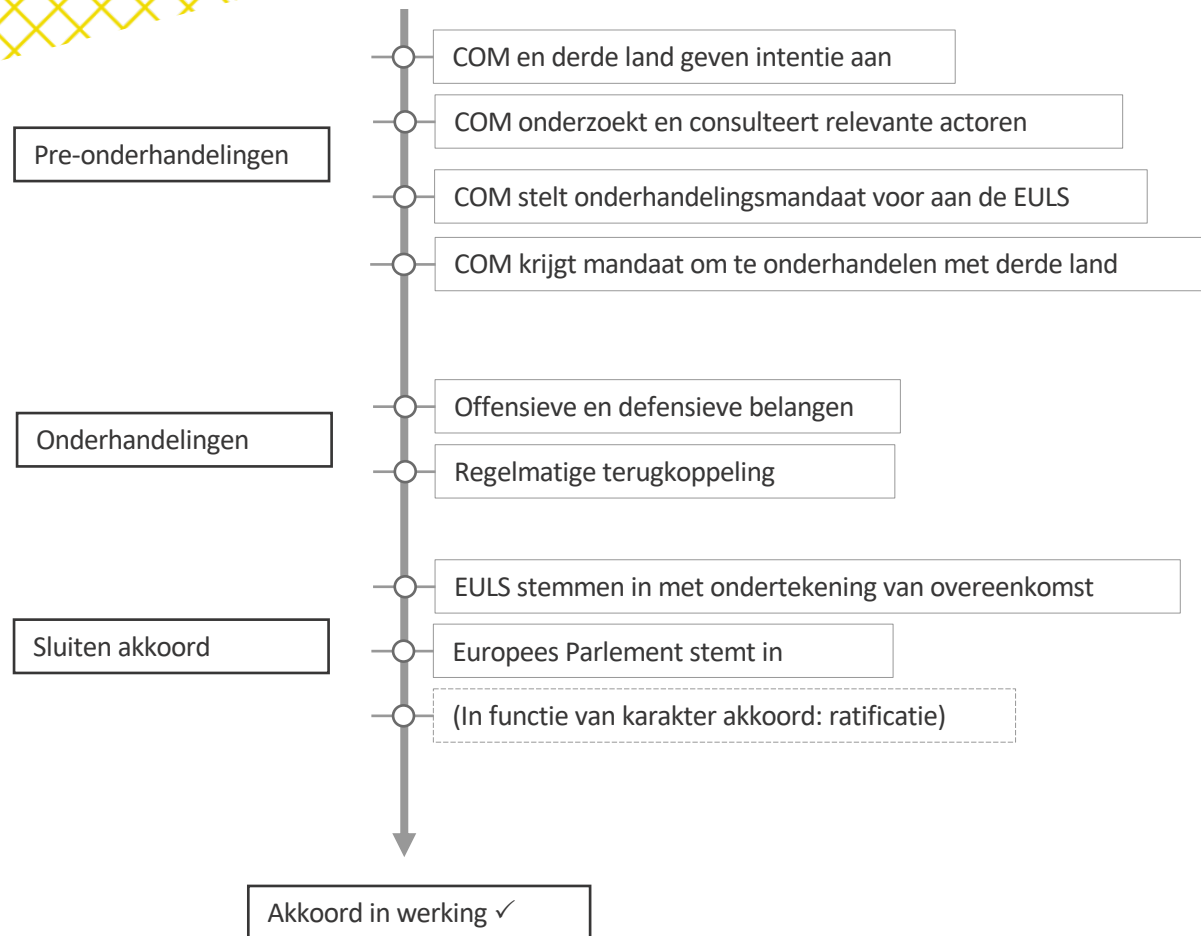 COM en derde land geven intentie aan
COM onderzoekt en consulteert relevante actoren
Pre-onderhandelingen
COM stelt onderhandelingsmandaat voor aan de EULS
COM krijgt mandaat om te onderhandelen met derde land
Offensieve en defensieve belangen
Onderhandelingen
Regelmatige terugkoppeling
EULS stemmen in met ondertekening van overeenkomst
Sluiten akkoord
Europees Parlement stemt in
(In functie van karakter akkoord: ratificatie)
Akkoord in werking ✓